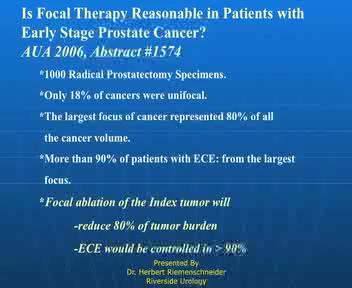 Is Focal Therapy Reasonable in Patients with
Early Stage Prostate Cancer?
AUA 2006, Abstract #1574
*1000 Radical Prostatectomy Specimens.
*Only 18% of cancers were unifocal.
*The largest focus of cancer represented 80% of all
the cancer volume.
*More than 90% of patients with ECE: from the largest
focus.
*Focal ablation of the Index tumor will
-reduce 80% of tumor burden
-ECE would be controlled in > 90%
Presented By
Dr. Herbert Riemenschneider
Riverside Urology